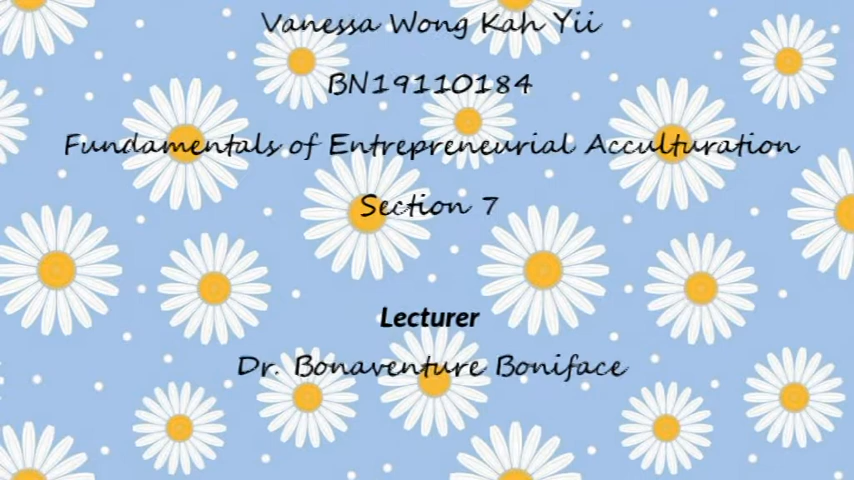 Vanessa Wong Kah Yii
BN19110184
Fundamentals of Entrepreneurial Acculturation
Section 7
Lecturer
Dr. Bonaventure Boniface